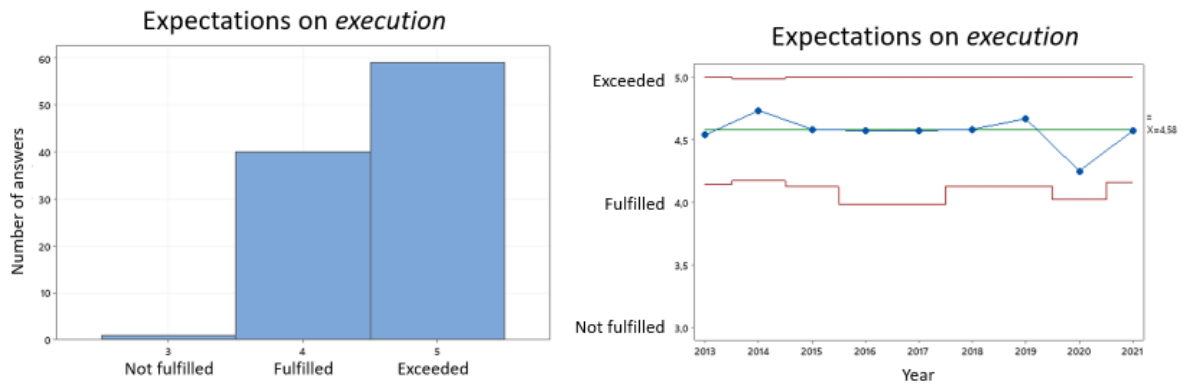 Expectations on execution
Number of answers
60
50
40
30
20
10
0
3
4
5
Not fulfilled
Fulfilled
Exceeded
Expectations on execution
Exceeded
Fulfilled
Not fulfilled
5,0
4,5
4,0
3,5
3,0
X=4,58
2013
2014
2015
2016
2017
2018
2019
2020
2021
Year